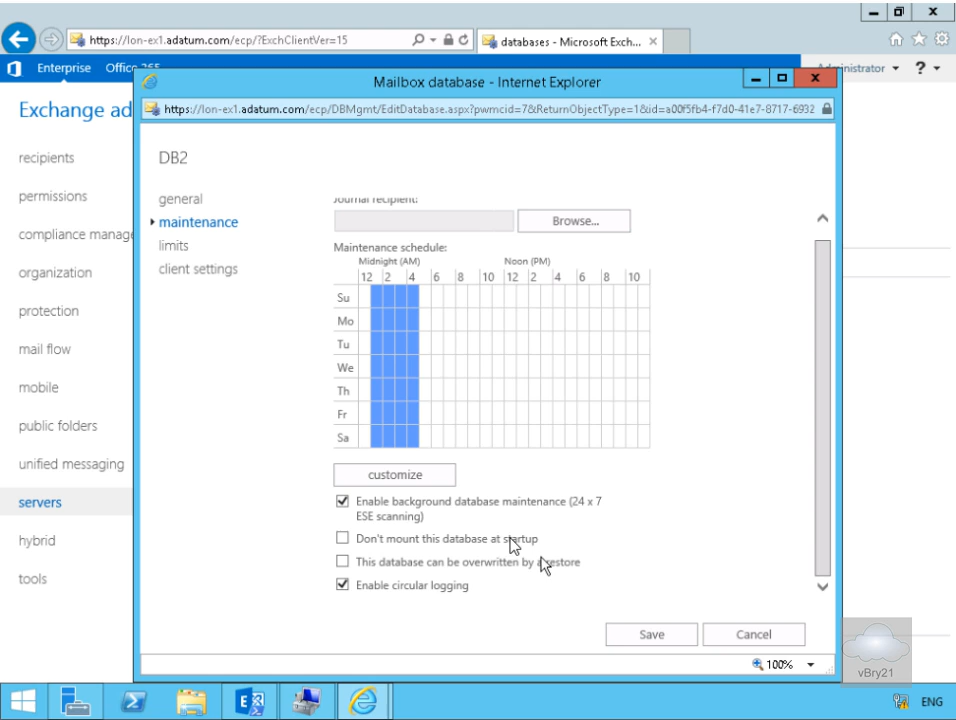 https://lon-ex1.adatum.com/ecp/?ExchClientVer=15
databases - Microsoft Exch...
Enterprise Office 365
Administrator
?
Mailbox database - Internet Explorer
https://lon-ex1.adatum.com/ecp/DBMgmt/EditDatabase.aspx?pwmcid=7&ReturnObjectType=1&id=a00f5fb4-f7d0-41e7-8717-6932
Exchange ad
recipients
permissions
compliance manage
organization
protection
mail flow
mobile
public folders
unified messaging
servers
hybrid
tools
DB2
general
maintenance
limits
client settings
Journal recipient:
Browse...
Maintenance schedule:
Midnight (AM) Noon (PM)
12 2 4 6 8 10 12 2 4 6 8 10
Su
Mo
Tu
We
Th
Fr
Sa
customize
Enable background database maintenance (24 x 7
ESE scanning)
Don't mount this database at startup
This database can be overwritten by a restore
Enable circular logging
Save Cancel
100%
vBry21
ENG